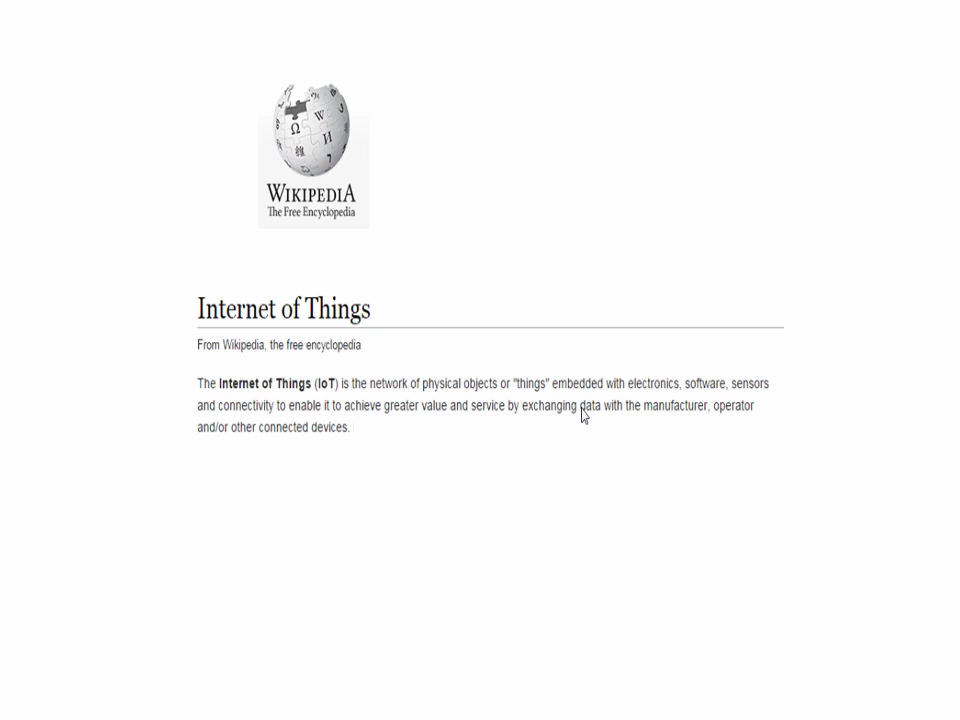 WIKIPEDIA
The Free Encyclopedia
Internet of Things
From Wikipedia, the free encyclopedia
The Internet of Things (IoT) is the network of physical objects or "things" embedded with electronics, software, sensors
and connectivity to enable it to achieve greater value and service by exchanging data with the manufacturer, operator
and/or other connected devices.